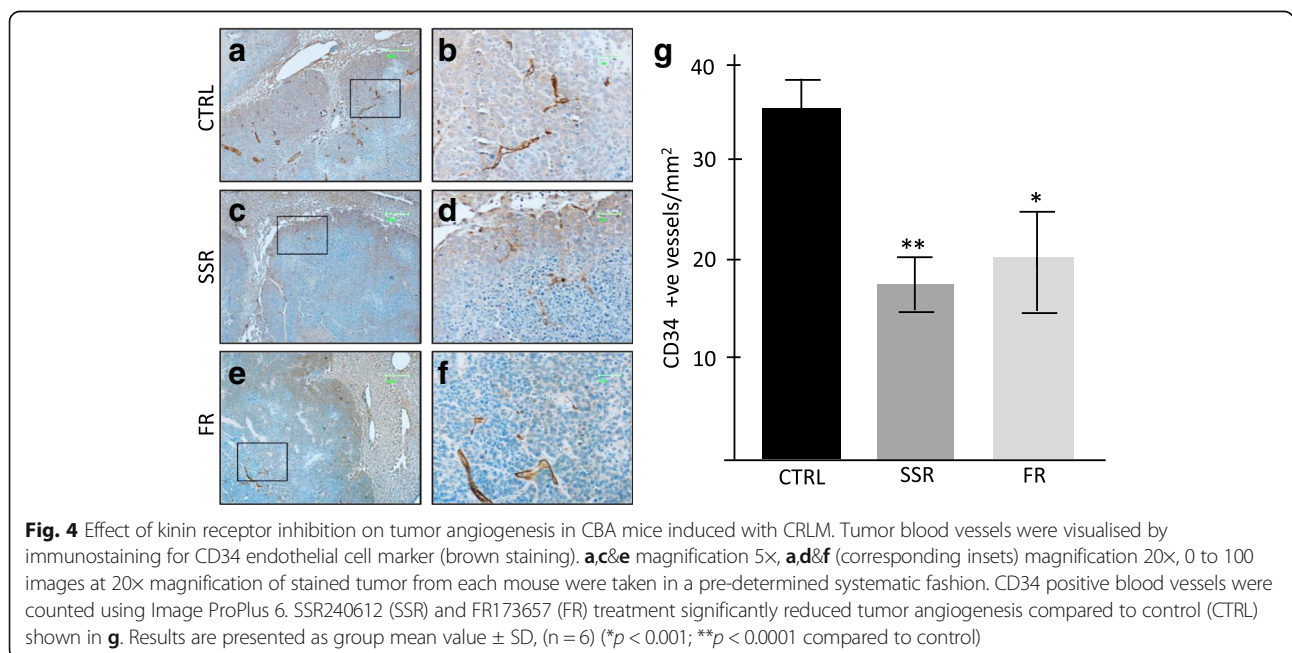 a
b
CTRL
c
d
SSR
e
f
FR
g
40
30
20
10
CD34 +ve vessels/mm²
**
*
CTRL
SSR
FR
Fig. 4 Effect of kinin receptor inhibition on tumor angiogenesis in CBA mice induced with CRLM. Tumor blood vessels were visualised by
immunostaining for CD34 endothelial cell marker (brown staining). a,c&e magnification 5×, a,d&f (corresponding insets) magnification 20×, 0 to 100
images at 20× magnification of stained tumor from each mouse were taken in a pre-determined systematic fashion. CD34 positive blood vessels were
counted using Image ProPlus 6. SSR240612 (SSR) and FR173657 (FR) treatment significantly reduced tumor angiogenesis compared to control (CTRL)
shown in g. Results are presented as group mean value ± SD, (n = 6) (*p < 0.001; **p < 0.0001 compared to control)